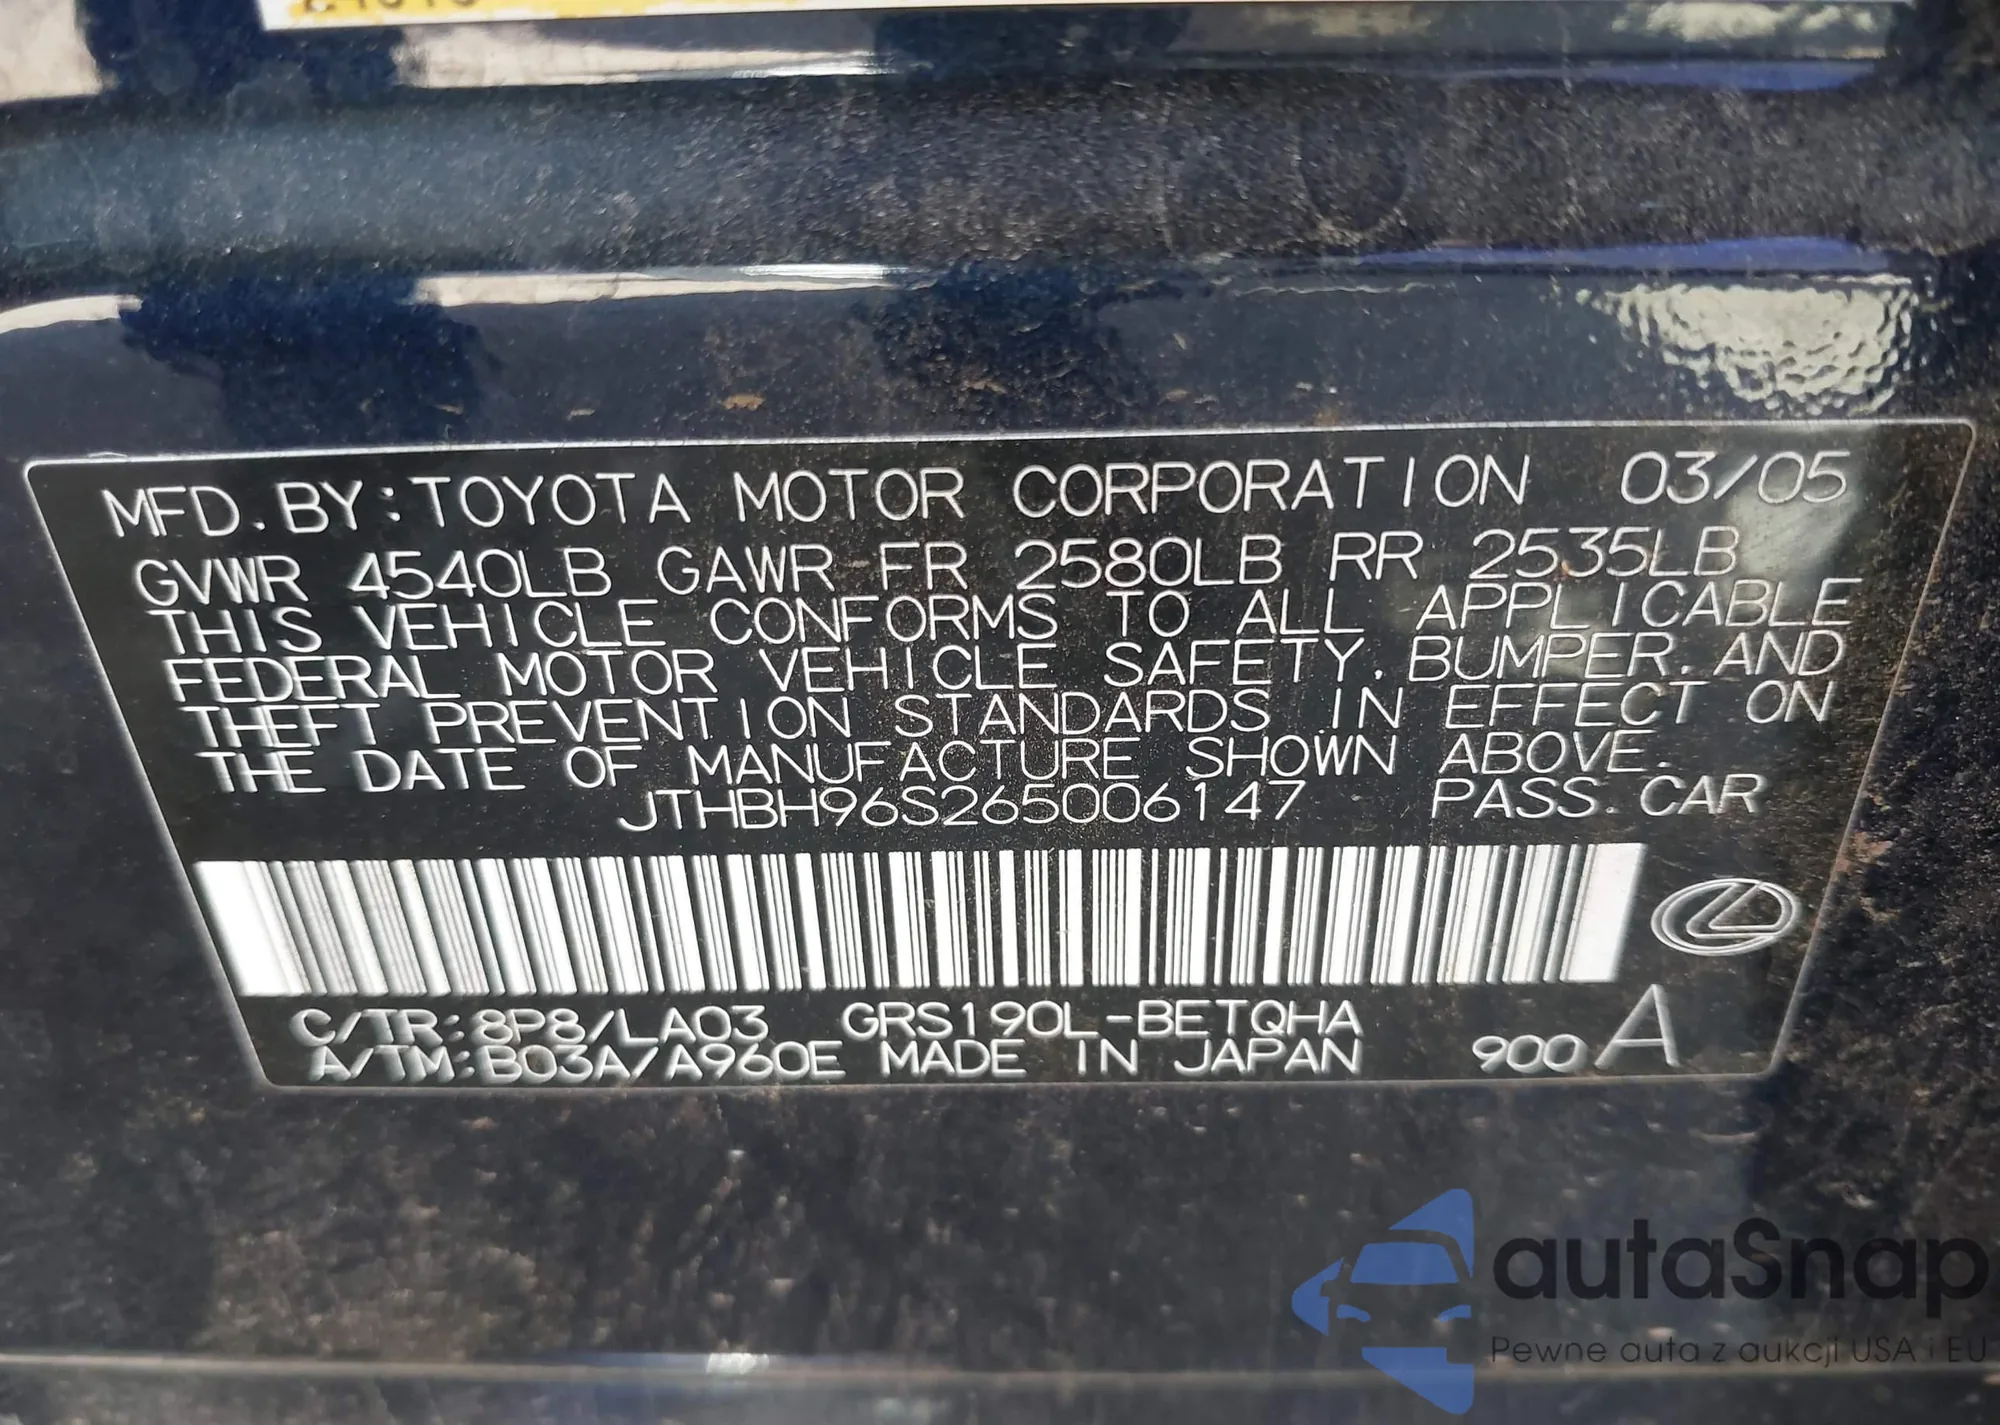 MFD. BY: TOYOTA MOTOR CORPORATION 03/05
GVWR 4540LB GAWR FR 2580LB RR 2535LB
THIS VEHICLE CONFORMS TO ALL APPLICABLE
FEDERAL MOTOR VEHICLE SAFETY, BUMPER, AND
THEFT PREVENTION STANDARDS IN EFFECT ON
THE DATE OF MANUFACTURE SHOWN ABOVE.
JTHBH96S265006147 PASS. CAR
C/TR: 8P8/LA03 GRS190L-BETQHA
A/TM: B03A/A960E MADE IN JAPAN 900 A
autaSnap
Pewne auta z aukcji USA i EU